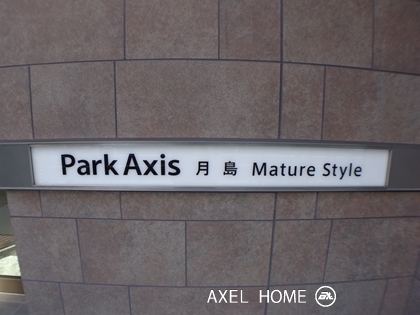 Park Axis 月島 Mature Style
AXEL HOME